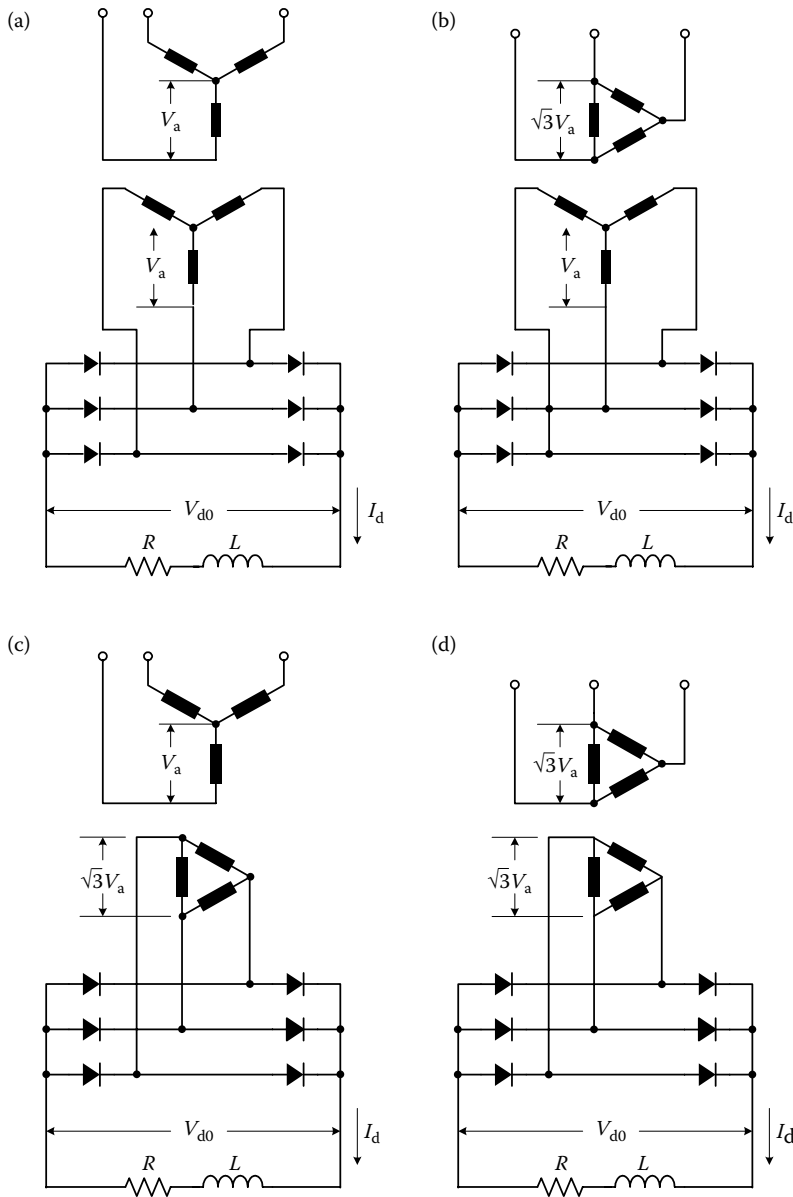 (a)
(b)
V_a
√3V_a
V_a
V_a
V_d0
I_d
V_d0
I_d
R
L
R
L
(c)
(d)
V_a
√3V_a
√3V_a
√3V_a
V_d0
I_d
V_d0
I_d
R
L
R
L